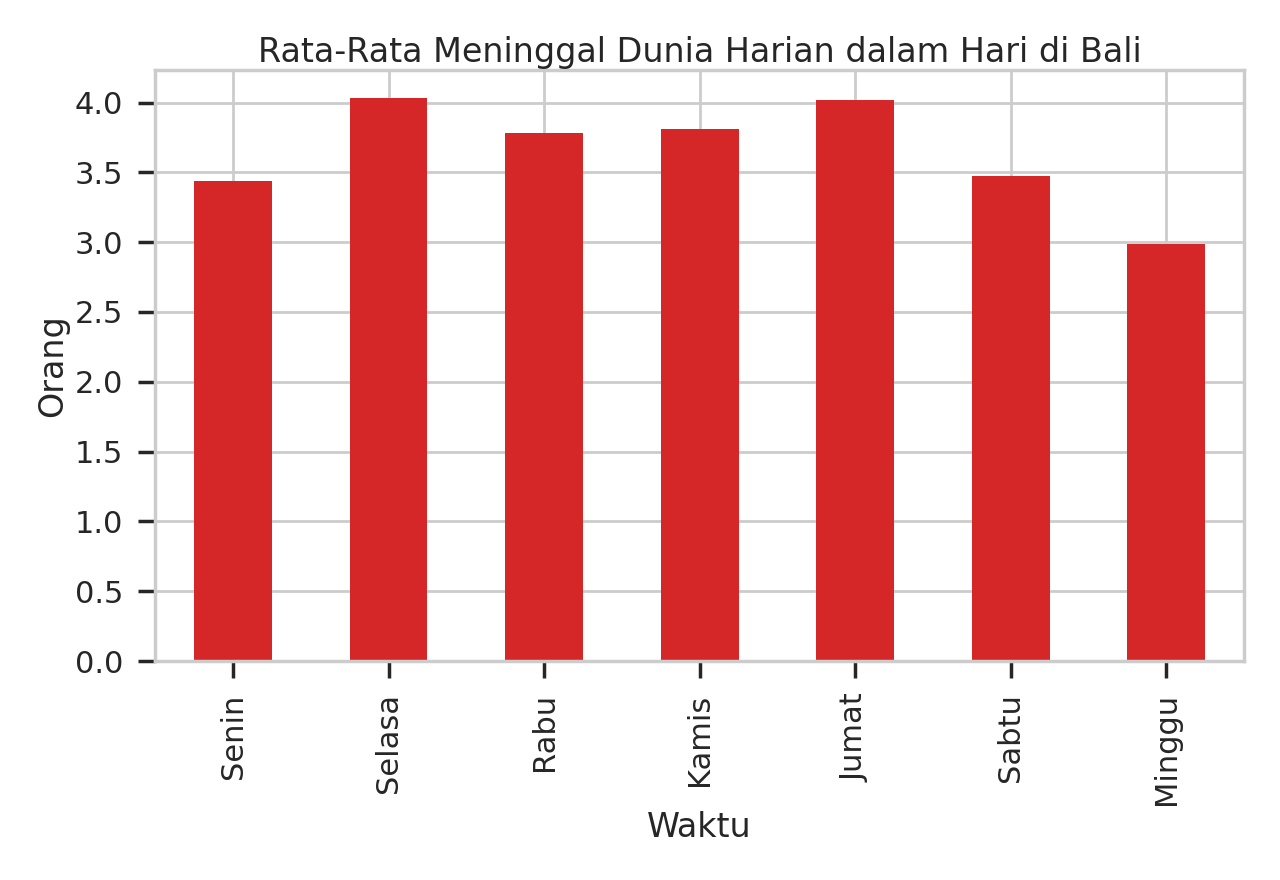 Rata-Rata Meninggal Dunia Harian dalam Hari di Bali
4.0
3.5
3.0
2.5
2.0
1.5
1.0
0.5
0.0
Orang
Senin
Selasa
Rabu
Kamis
Jumat
Sabtu
Minggu
Waktu